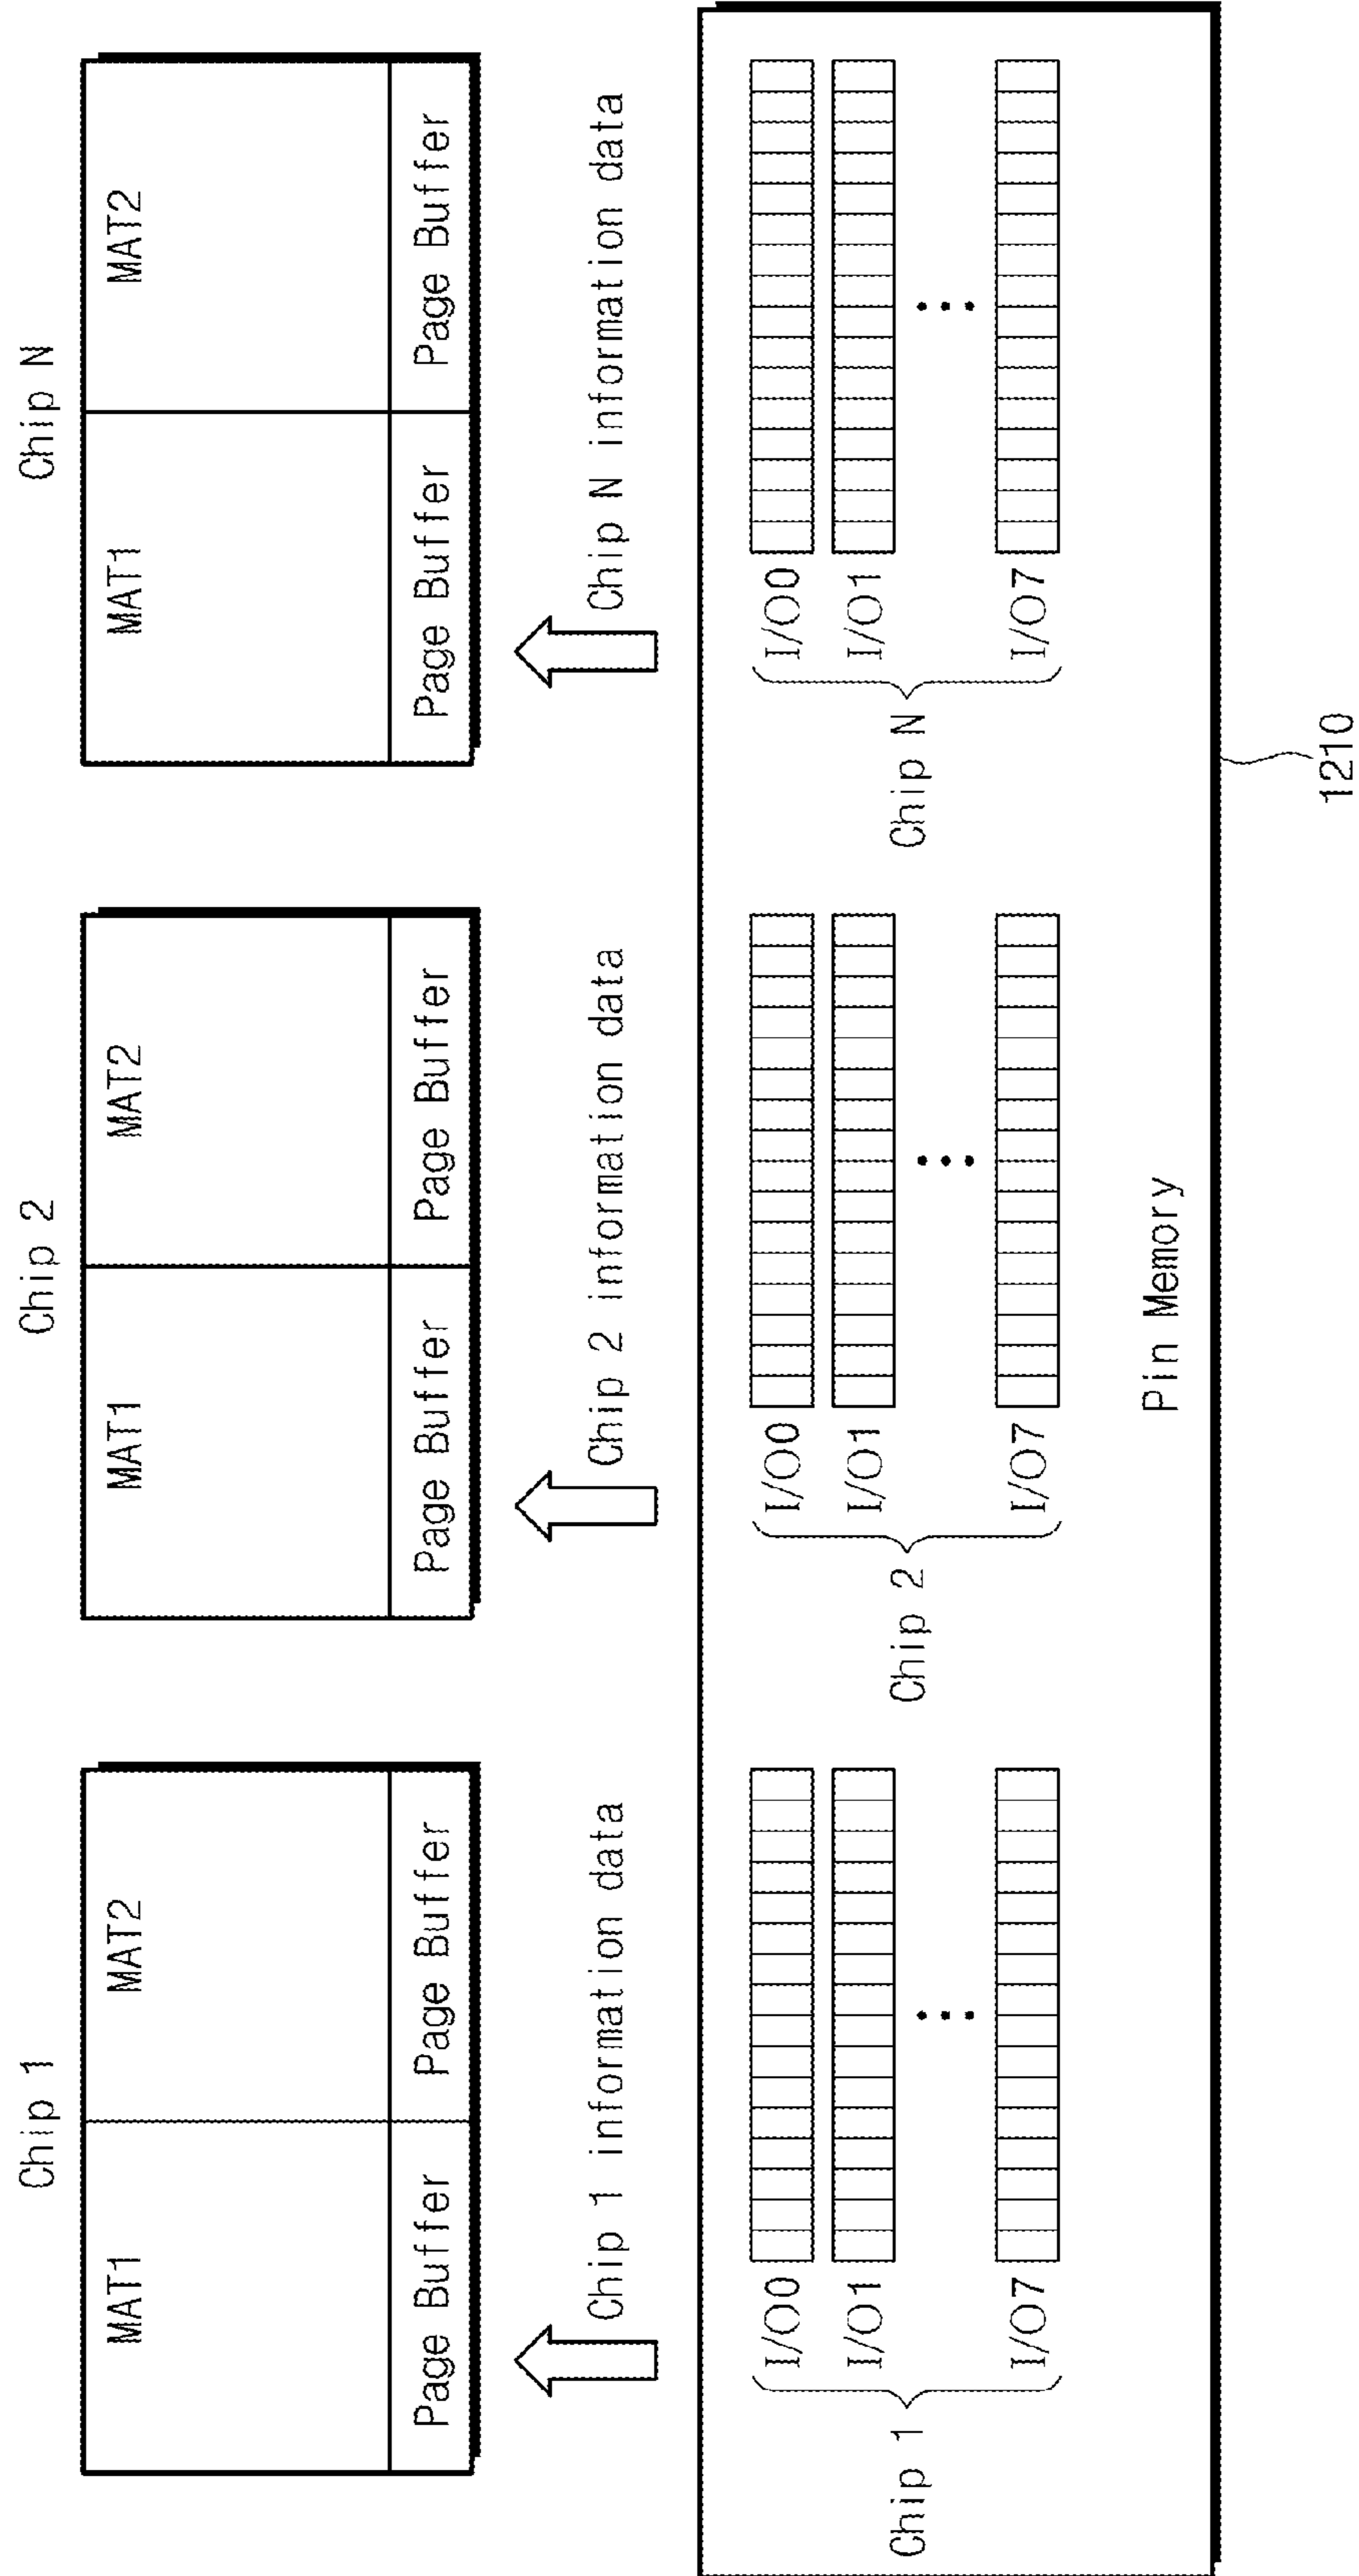 Chip 1 Chip 2 Chip N
MAT1 MAT2 MAT1 MAT2 MAT1 MAT2
Page Buffer Page Buffer Page Buffer Page Buffer Page Buffer Page Buffer
Chip 1 information data Chip 2 information data Chip N information data
I/O0 I/O0 I/O0
I/O1 I/O1 I/O1
Chip 1 Chip 2 Chip N
I/O7 I/O7 I/O7
Pin Memory
1210